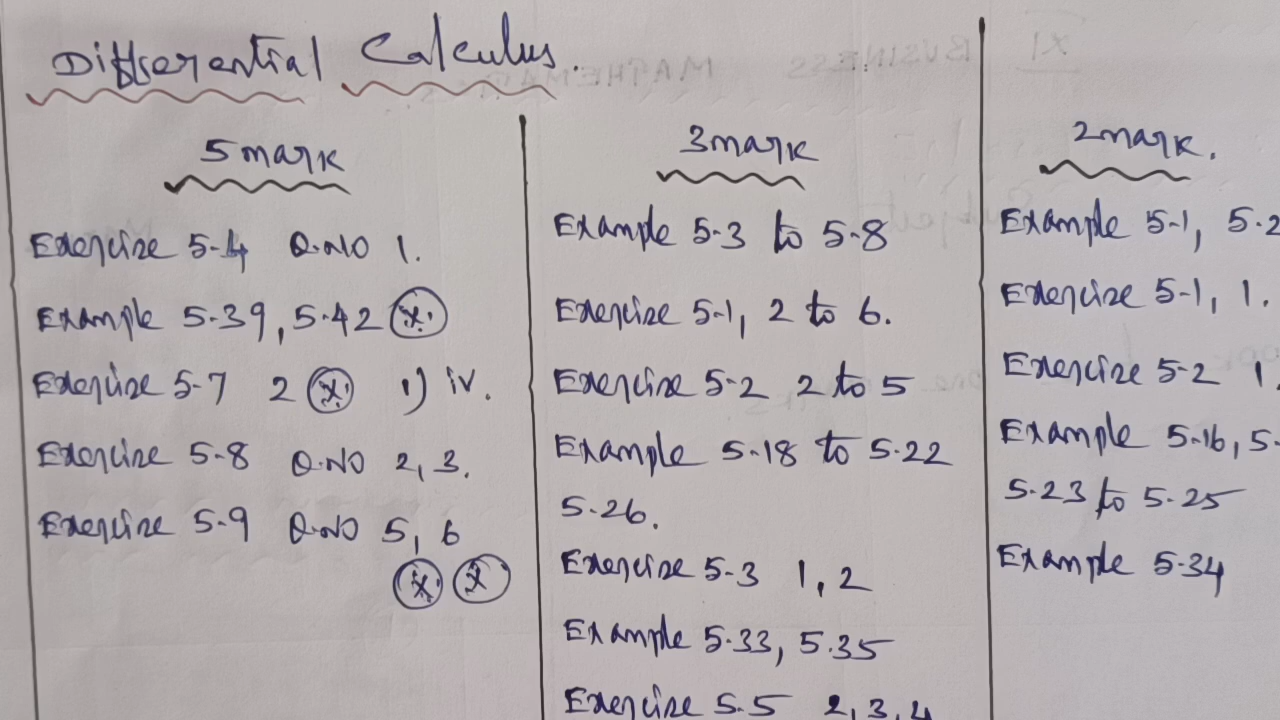 Differential Calculus.
5 mark
Exercise 5.4 Q.NO 1.
Example 5.39, 5.42 (x)
Exercise 5.7 2 (x) 1) iv.
Exercise 5.8 Q.NO 2, 3.
Exercise 5.9 Q.NO 5, 6
(x) (x)
3 mark
Example 5.3 to 5.8
Exercise 5.1, 2 to 6.
Exercise 5.2 2 to 5
Example 5.18 to 5.22
5.26.
Exercise 5.3 1, 2
Example 5.33, 5.35
Exercise 5.5 2, 3, 4
2 mark.
Example 5.1, 5.2
Exercise 5.1, 1.
Exercise 5.2 1.
Example 5.16, 5.
5.23 to 5.25
Example 5.34
XI BUSINESS MATHEMATICS
Subject